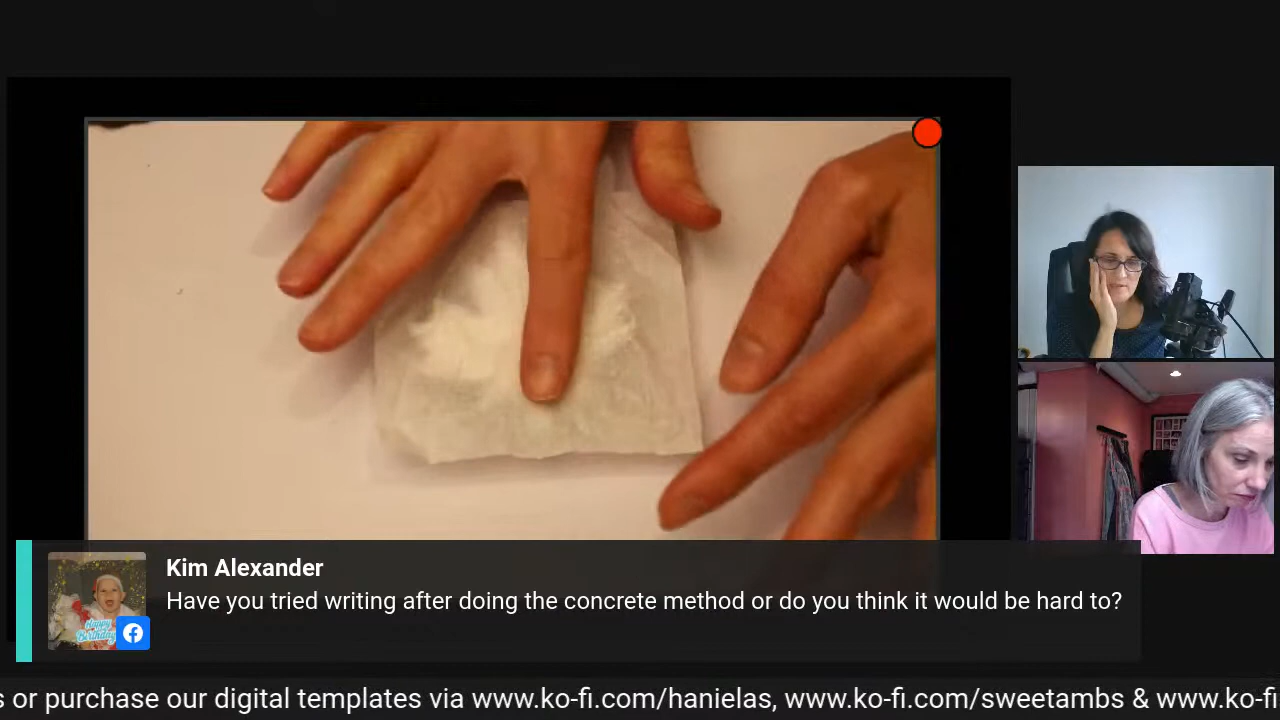 Happy
Birthday
Kim Alexander
Have you tried writing after doing the concrete method or do you think it would be hard to?
s or purchase our digital templates via www.ko-fi.com/hanielas, www.ko-fi.com/sweetambs & www.ko-fi